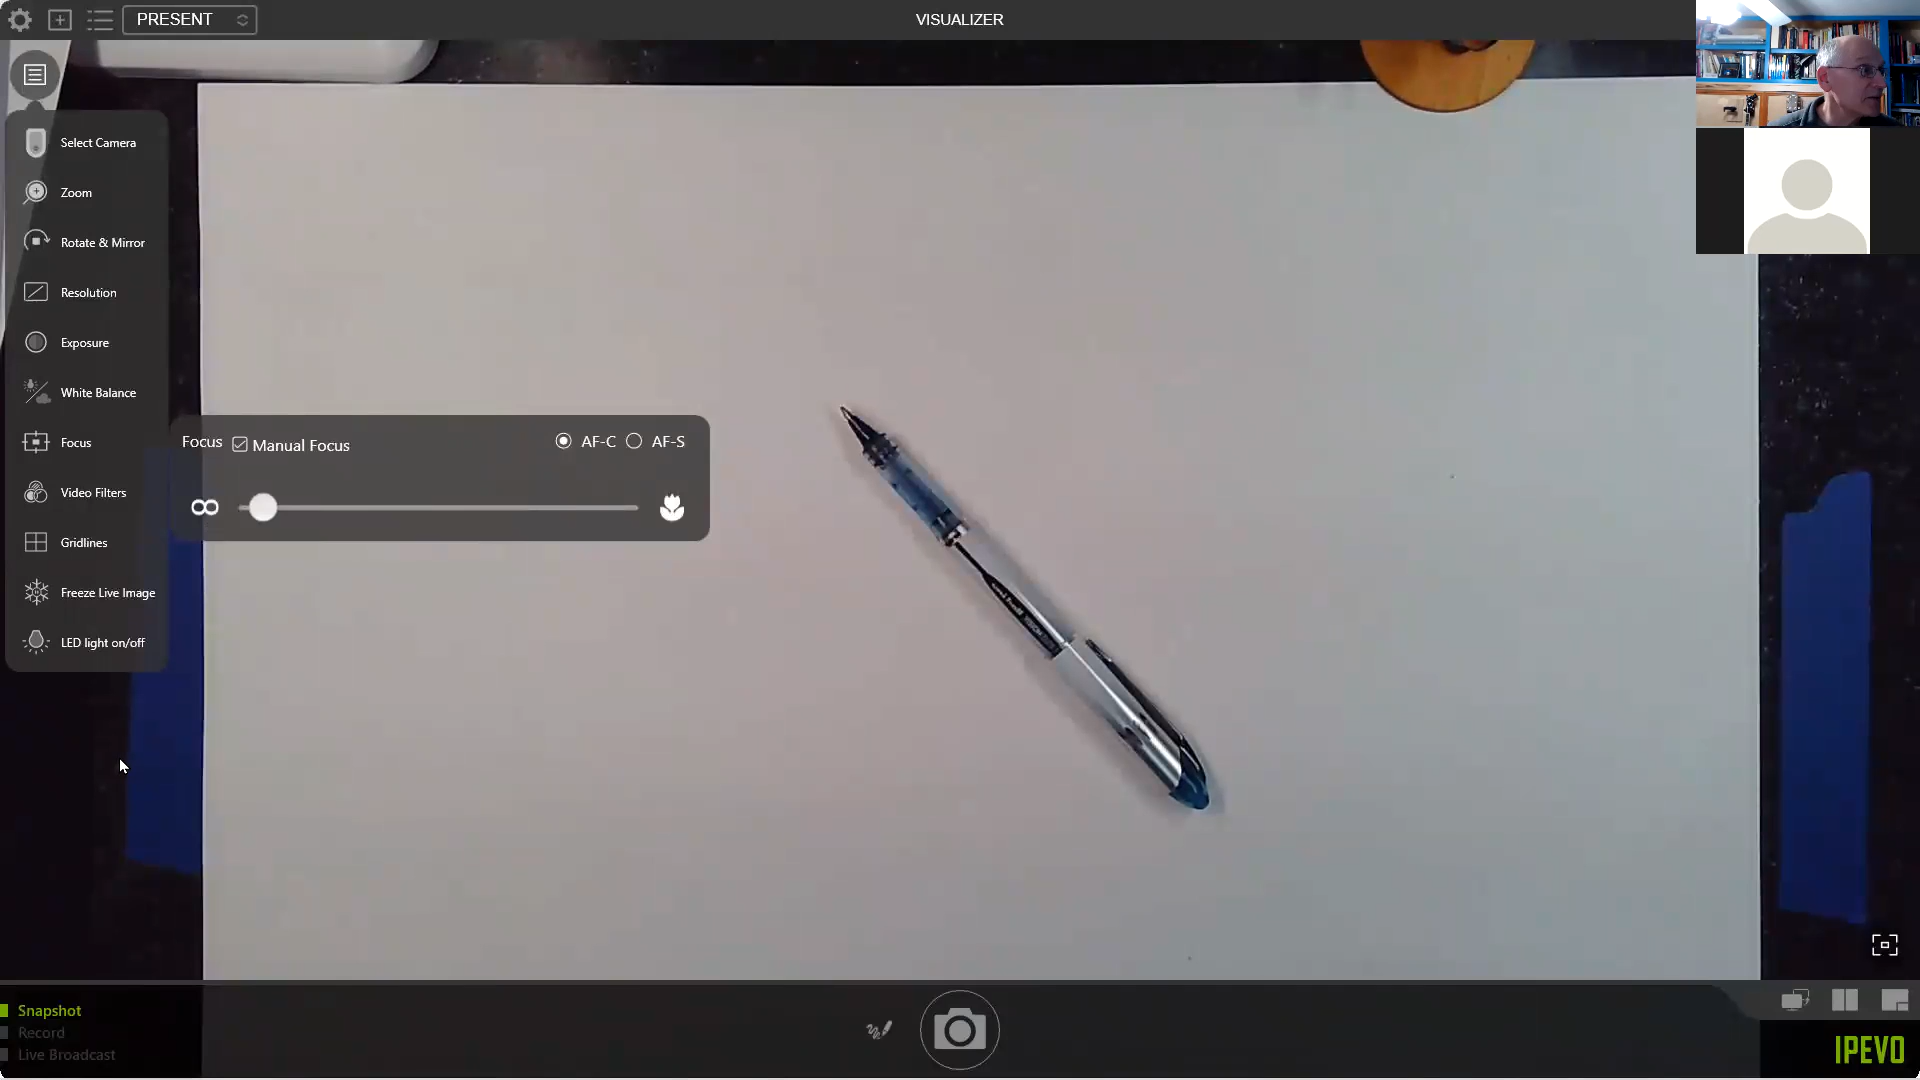 PRESENT
VISUALIZER
Select Camera
Zoom
Rotate & Mirror
Resolution
Exposure
White Balance
Focus
Video Filters
Gridlines
Freeze Live Image
LED light on/off
Focus Manual Focus AF-C AF-S
Snapshot
Record
Live Broadcast
IPEVO